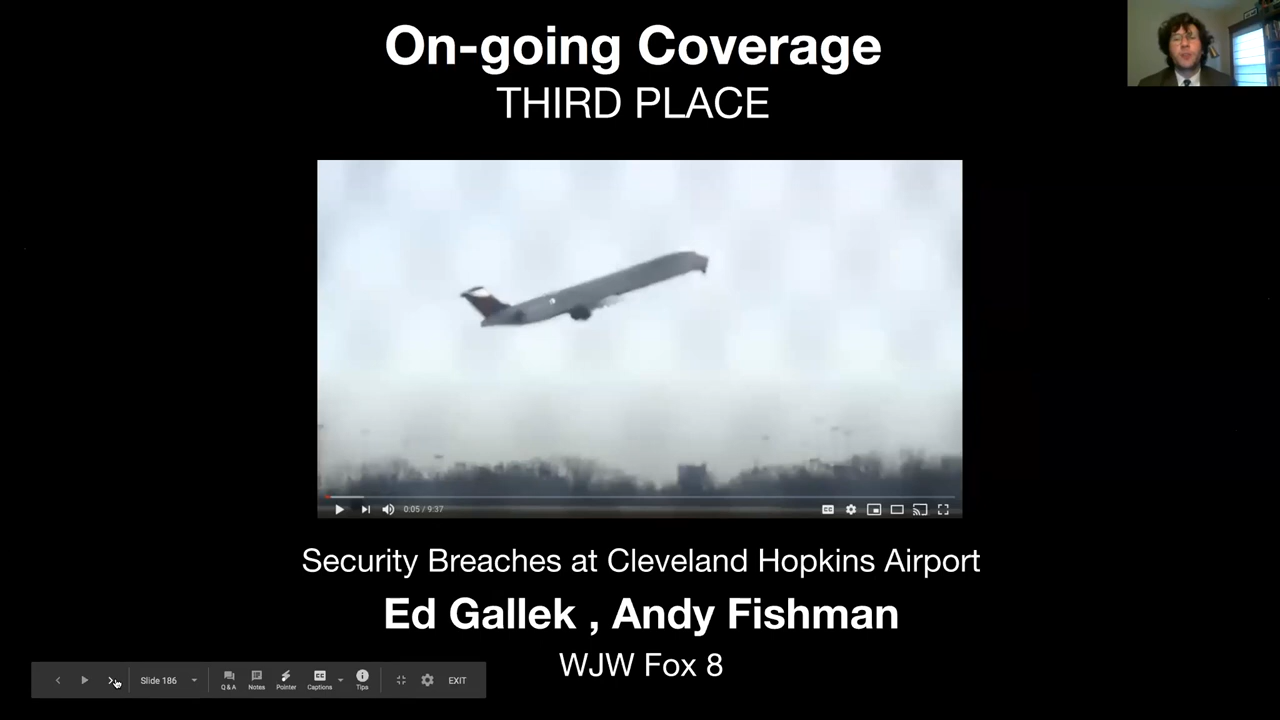 On-going Coverage
THIRD PLACE
0:05 / 9:37
CC
Security Breaches at Cleveland Hopkins Airport
Ed Gallek , Andy Fishman
WJW Fox 8
Slide 186
Q & A
Notes
Pointer
Captions
Tips
EXIT